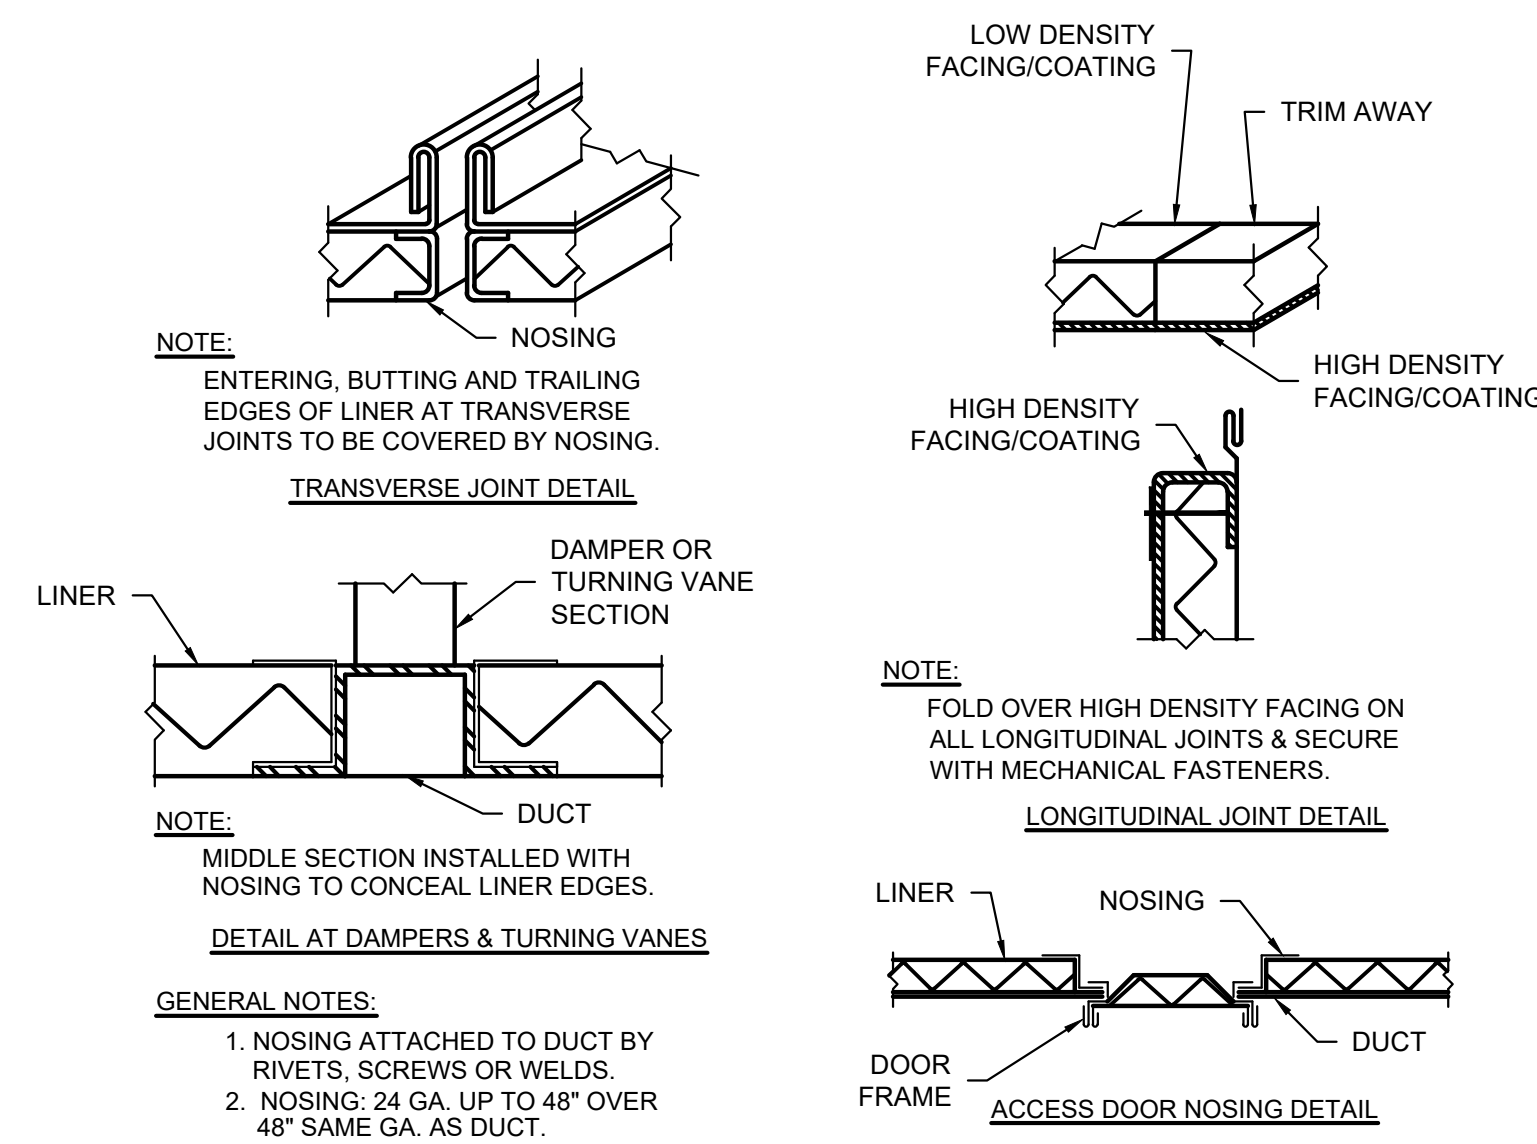 NOSING
NOTE:
ENTERING, BUTTING AND TRAILING
EDGES OF LINER AT TRANSVERSE
JOINTS TO BE COVERED BY NOSING.
TRANSVERSE JOINT DETAIL
LINER
DAMPER OR
TURNING VANE
SECTION
DUCT
NOTE:
MIDDLE SECTION INSTALLED WITH
NOSING TO CONCEAL LINER EDGES.
DETAIL AT DAMPERS & TURNING VANES
GENERAL NOTES:
1. NOSING ATTACHED TO DUCT BY
RIVETS, SCREWS OR WELDS.
2. NOSING: 24 GA. UP TO 48" OVER
48" SAME GA. AS DUCT.
LOW DENSITY
FACING/COATING
TRIM AWAY
HIGH DENSITY
FACING/COATING
HIGH DENSITY
FACING/COATING
NOTE:
FOLD OVER HIGH DENSITY FACING ON
ALL LONGITUDINAL JOINTS & SECURE
WITH MECHANICAL FASTENERS.
LONGITUDINAL JOINT DETAIL
LINER
NOSING
DUCT
DOOR
FRAME
ACCESS DOOR NOSING DETAIL